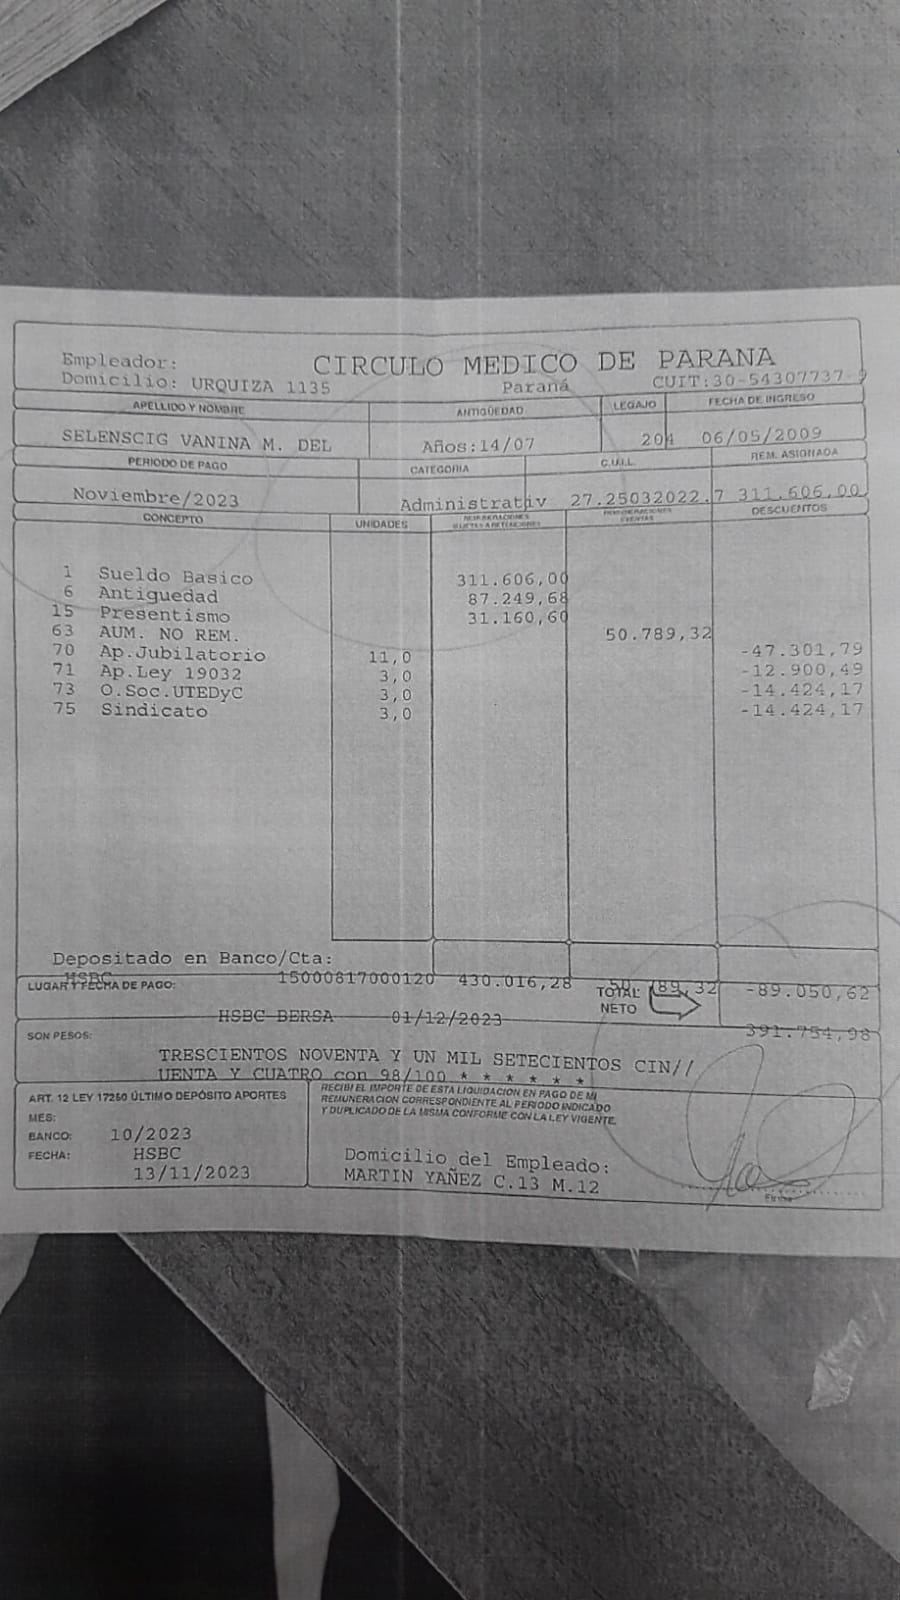 Empleador: CIRCULO MEDICO DE PARANA
Domicilio: URQUIZA 1135 Paraná CUIT:30-54307737-9
APELLIDO Y NOMBRE ANTIGÜEDAD LEGAJO FECHA DE INGRESO
SELENSCIG VANINA M. DEL Años:14/07 204 06/05/2009
PERIODO DE PAGO CATEGORIA C.U.I.L. REM. ASIGNADA
Noviembre/2023 Administrativ 27.25032022.7 311.606,00
CONCEPTO UNIDADES REMUNERACIONES SUJETAS A RETENCIONES REMUNERACIONES EXENTAS DESCUENTOS
1 Sueldo Basico 311.606,00
6 Antiguedad 87.249,68
15 Presentismo 31.160,60
63 AUM. NO REM. 50.789,32
70 Ap.Jubilatorio 11,0 -47.301,79
71 Ap.Ley 19032 3,0 -12.900,49
73 O.Soc.UTEDyC 3,0 -14.424,17
75 Sindicato 3,0 -14.424,17
Depositado en Banco/Cta:
HSBC 15000817000120 430.016,28 89,32 -89.050,62
LUGAR Y FECHA DE PAGO: TOTAL NETO
HSBC BERSA 01/12/2023 391.754,98
SON PESOS:
TRESCIENTOS NOVENTA Y UN MIL SETECIENTOS CIN//
UENTA Y CUATRO con 98/100 * * * * * *
ART. 12 LEY 17250 ÚLTIMO DEPÓSITO APORTES
MES: 10/2023
BANCO: HSBC
FECHA: 13/11/2023
RECIBI EL IMPORTE DE ESTA LIQUIDACION EN PAGO DE MI
REMUNERACION CORRESPONDIENTE AL PERIODO INDICADO
Y DUPLICADO DE LA MISMA CONFORME CON LA LEY VIGENTE.
Domicilio del Empleado:
MARTIN YAÑEZ C.13 M.12
Firma